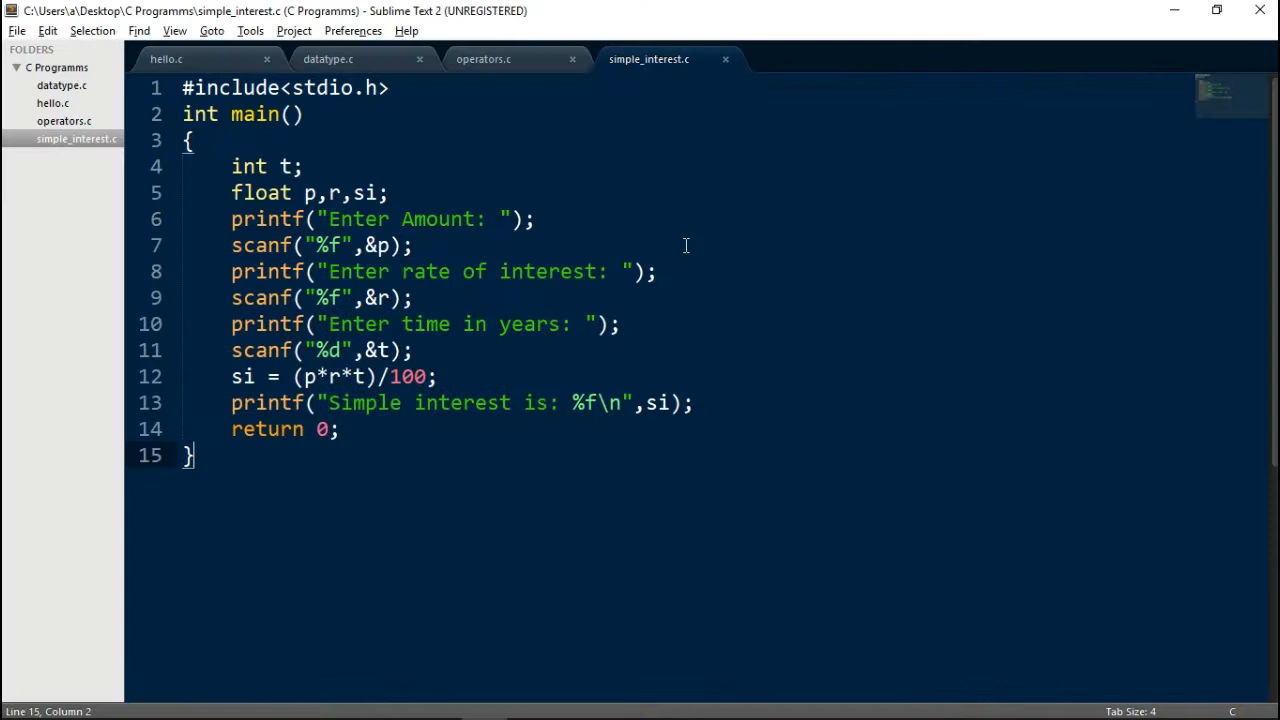 C:\Users\a\Desktop\C Programms\simple_interest.c (C Programms) - Sublime Text 2 (UNREGISTERED)
File Edit Selection Find View Goto Tools Project Preferences Help
FOLDERS
C Programms
datatype.c
hello.c
operators.c
simple_interest.c
hello.c datatype.c operators.c simple_interest.c
1 #include<stdio.h>
2 int main()
3 {
4 int t;
5 float p,r,si;
6 printf("Enter Amount: ");
7 scanf("%f",&p);
8 printf("Enter rate of interest: ");
9 scanf("%f",&r);
10 printf("Enter time in years: ");
11 scanf("%d",&t);
12 si = (p*r*t)/100;
13 printf("Simple interest is: %f\n",si);
14 return 0;
15 }
Line 15, Column 2 Tab Size: 4 C